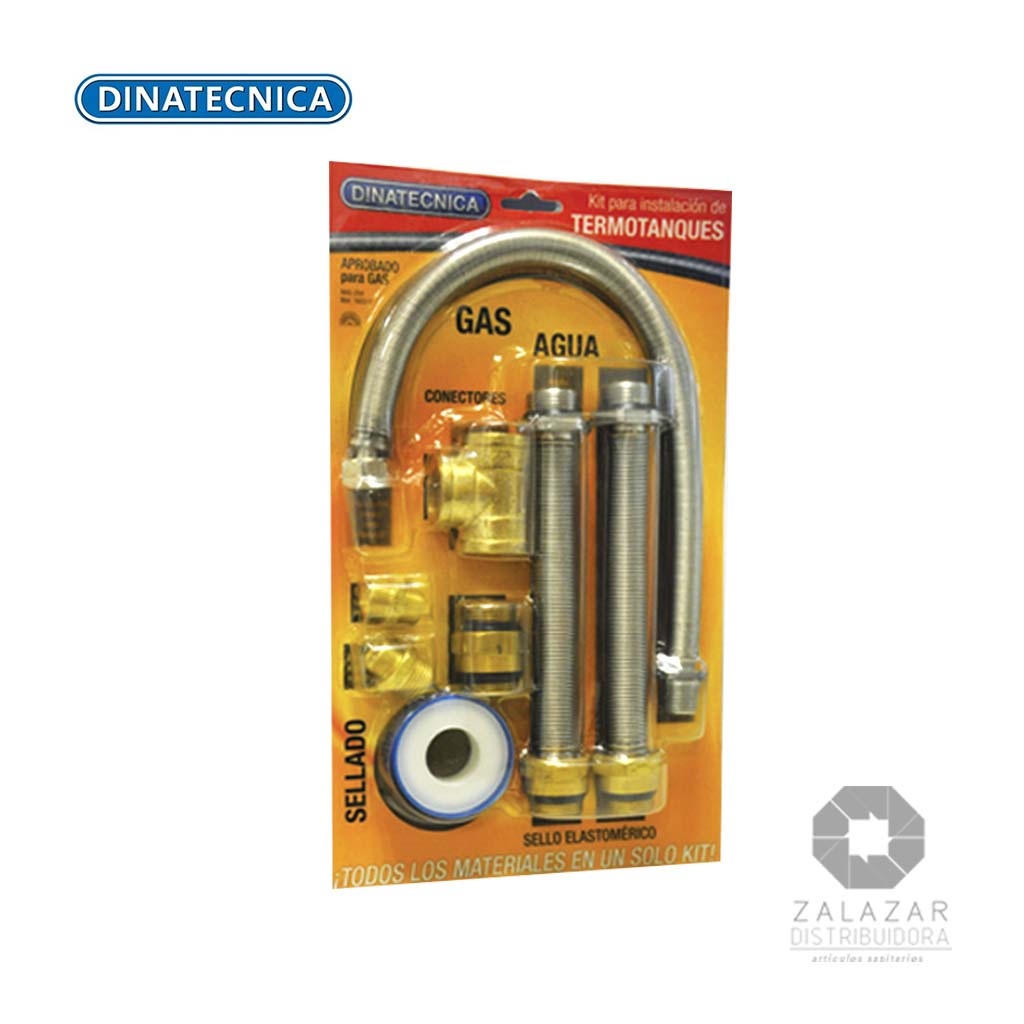 DINATECNICA
DINATECNICA
Kit para instalación de
TERMOTANQUES
APROBADO
para GAS
GAS
AGUA
CONECTORES
SELLADO
SELLO ELASTOMÉRICO
¡TODOS LOS MATERIALES EN UN SOLO KIT!
ZALAZAR
DISTRIBUIDORA
artículos sanitarios